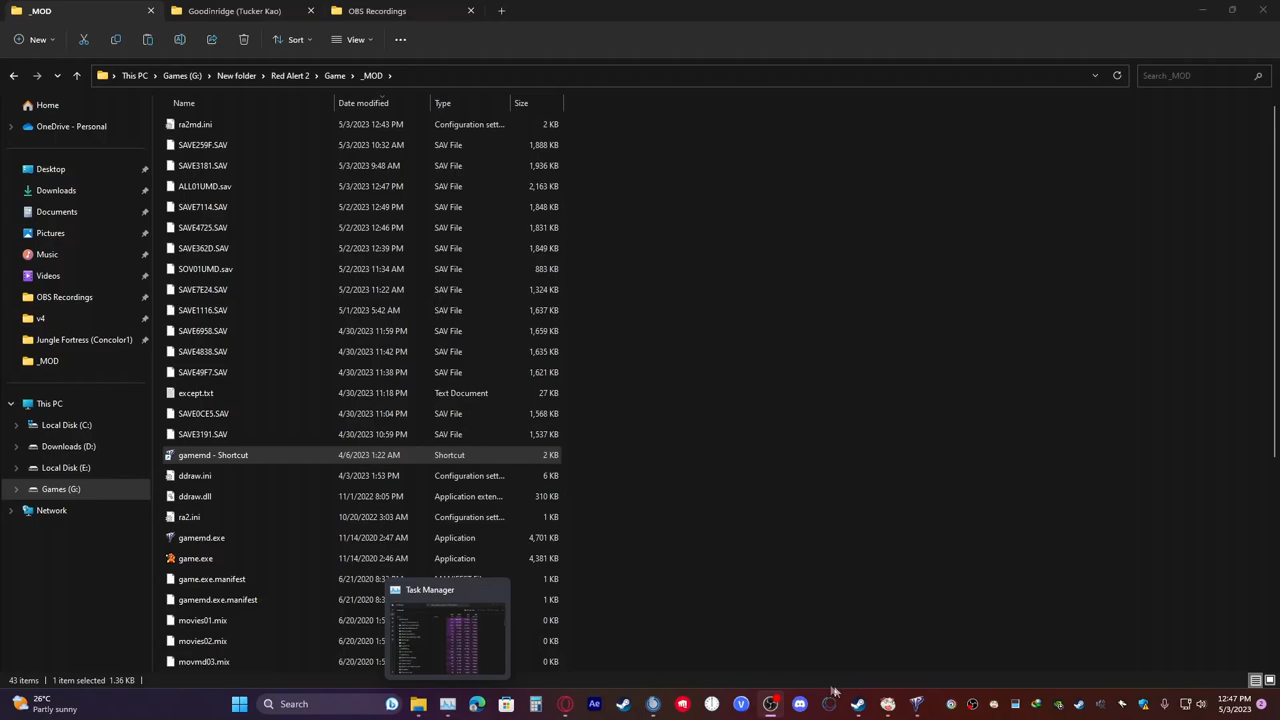 _MOD
Goodinridge (Tucker Kao)
OBS Recordings
New
Sort
View
This PC
Games (G:)
New folder
Red Alert 2
Game
_MOD
Search _MOD
Name
Date modified
Type
Size
Home
OneDrive - Personal
Desktop
Downloads
Documents
Pictures
Music
Videos
OBS Recordings
v4
Jungle Fortress (Concolor1)
_MOD
This PC
Local Disk (C:)
Downloads (D:)
Local Disk (E:)
Games (G:)
Network
ra2md.ini 5/3/2023 12:43 PM Configuration sett... 2 KB
SAVE259F.SAV 5/3/2023 10:32 AM SAV File 1,888 KB
SAVE3181.SAV 5/3/2023 9:48 AM SAV File 1,936 KB
ALL01UMD.sav 5/3/2023 12:47 PM SAV File 2,163 KB
SAVE7114.SAV 5/2/2023 12:49 PM SAV File 1,848 KB
SAVE4725.SAV 5/2/2023 12:46 PM SAV File 1,831 KB
SAVE362D.SAV 5/2/2023 12:39 PM SAV File 1,849 KB
SOV01UMD.sav 5/2/2023 11:34 AM SAV File 883 KB
SAVE7E24.SAV 5/2/2023 11:22 AM SAV File 1,324 KB
SAVE1116.SAV 5/1/2023 5:42 AM SAV File 1,637 KB
SAVE6958.SAV 4/30/2023 11:59 PM SAV File 1,659 KB
SAVE4838.SAV 4/30/2023 11:42 PM SAV File 1,635 KB
SAVE49F7.SAV 4/30/2023 11:38 PM SAV File 1,621 KB
except.txt 4/30/2023 11:18 PM Text Document 27 KB
SAVE0CE5.SAV 4/30/2023 11:04 PM SAV File 1,568 KB
SAVE3191.SAV 4/30/2023 10:59 PM SAV File 1,537 KB
gamemd - Shortcut 4/6/2023 1:22 AM Shortcut 2 KB
ddraw.ini 4/3/2023 1:53 PM Configuration sett... 6 KB
ddraw.dll 11/1/2022 8:05 PM Application exten... 310 KB
ra2.ini 10/20/2022 3:03 AM Configuration sett... 1 KB
gamemd.exe 11/14/2020 2:47 AM Application 4,701 KB
game.exe 11/14/2020 2:46 AM Application 4,381 KB
game.exe.manifest 6/21/2020 1 KB
gamemd.exe.manifest 6/21/2020 1 KB
6/20/2020
6/20/2020
6/20/2020
Task Manager
43 items 1 item selected 1.36 KB
26°C
Partly sunny
Search
12:47 PM
5/3/2023